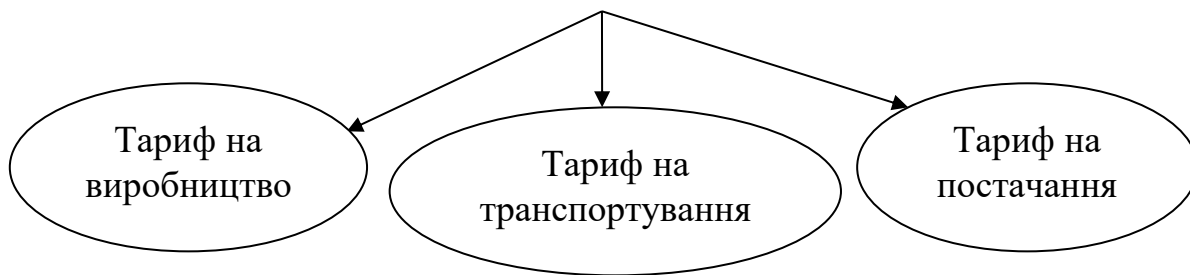 Тариф на
виробництво
Тариф на
транспортування
Тариф на
постачання